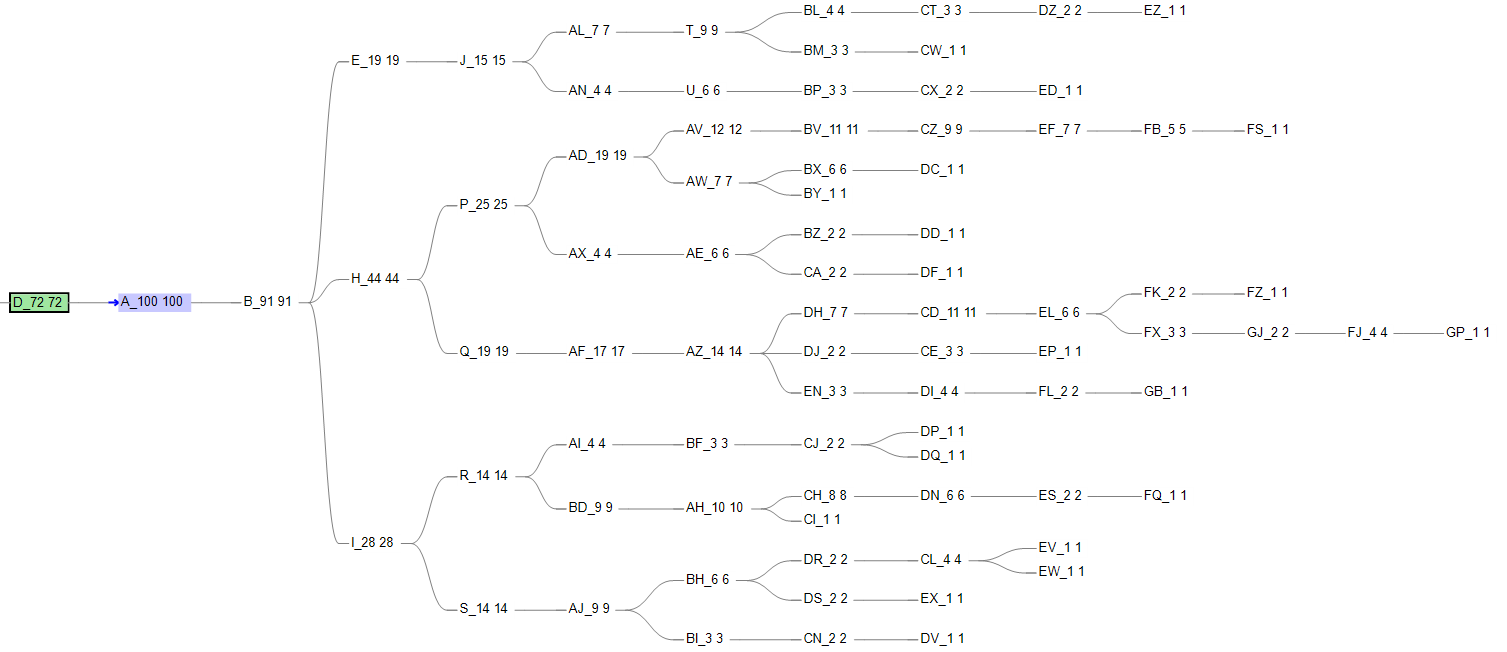 BL_4 4 CT_3 3 DZ_2 2 EZ_1 1
AL_7 7 T_9 9
BM_3 3 CW_1 1
E_19 19 J_15 15
AN_4 4 U_6 6 BP_3 3 CX_2 2 ED_1 1
AV_12 12 BV_11 11 CZ_9 9 EF_7 7 FB_5 5 FS_1 1
AD_19 19
BX_6 6 DC_1 1
AW_7 7
BY_1 1
P_25 25
BZ_2 2 DD_1 1
AX_4 4 AE_6 6
CA_2 2 DF_1 1
H_44 44
FK_2 2 FZ_1 1
D_72 72 A_100 100 B_91 91
DH_7 7 CD_11 11 EL_6 6
FX_3 3 GJ_2 2 FJ_4 4 GP_1 1
Q_19 19 AF_17 17 AZ_14 14 DJ_2 2 CE_3 3 EP_1 1
EN_3 3 DI_4 4 FL_2 2 GB_1 1
DP_1 1
AI_4 4 BF_3 3 CJ_2 2
DQ_1 1
R_14 14
CH_8 8 DN_6 6 ES_2 2 FQ_1 1
BD_9 9 AH_10 10
CI_1 1
I_28 28
EV_1 1
DR_2 2 CL_4 4
EW_1 1
BH_6 6
DS_2 2 EX_1 1
S_14 14 AJ_9 9
BI_3 3 CN_2 2 DV_1 1